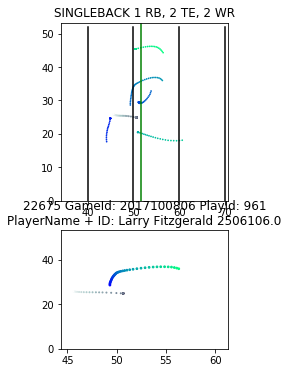 SINGLEBACK 1 RB, 2 TE, 2 WR
50
40
30
20
10
0
40 50 60 70
22675 GameId: 2017100806 PlayId: 961
PlayerName + ID: Larry Fitzgerald 2506106.0
40
20
0
45 50 55 60